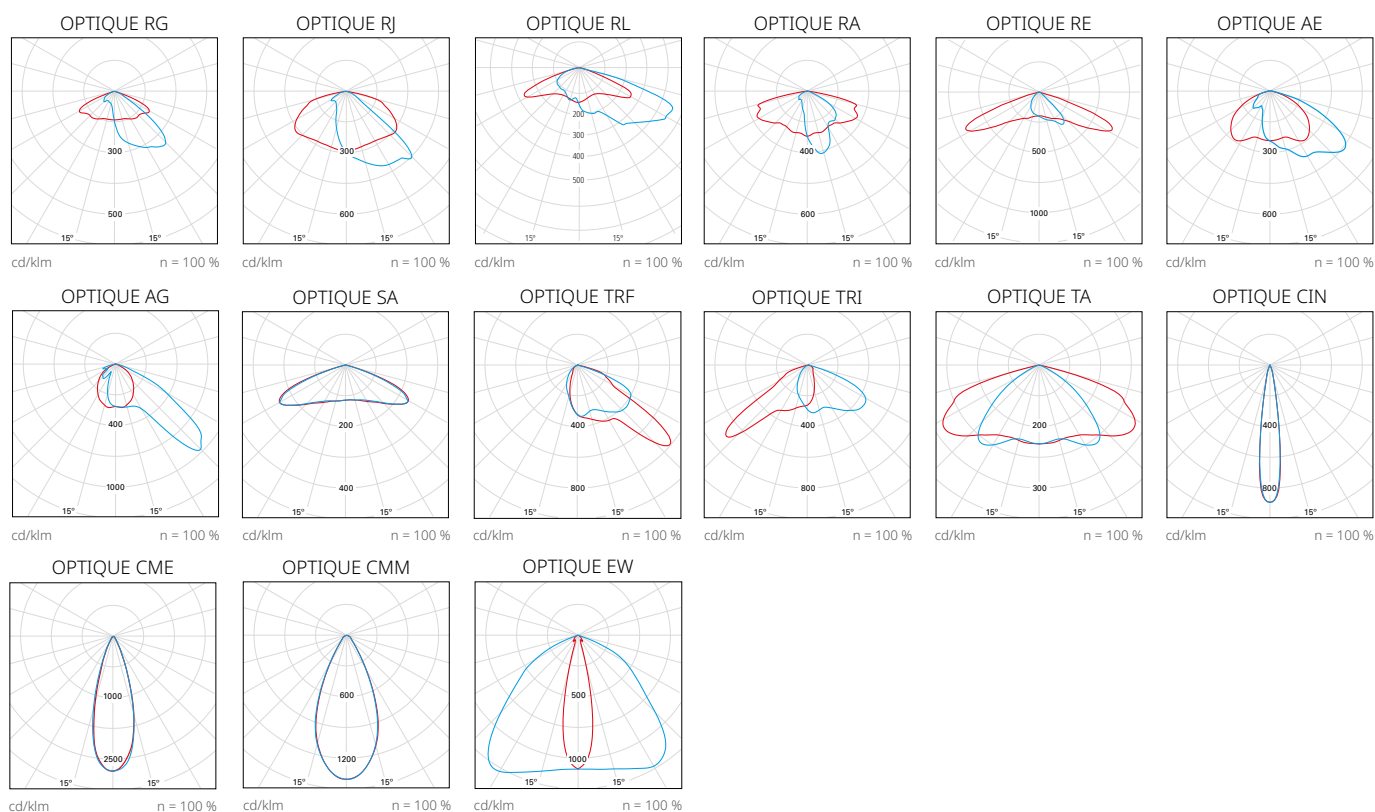 OPTIQUE RG
300
500
15°
15°
cd/klm
n = 100 %
OPTIQUE RJ
300
600
15°
15°
cd/klm
n = 100 %
OPTIQUE RL
200
300
400
500
15°
15°
cd/klm
n = 100 %
OPTIQUE RA
400
600
15°
15°
cd/klm
n = 100 %
OPTIQUE RE
500
1000
15°
15°
cd/klm
n = 100 %
OPTIQUE AE
300
600
15°
15°
cd/klm
n = 100 %
OPTIQUE AG
400
1000
15°
15°
cd/klm
n = 100 %
OPTIQUE SA
200
400
15°
15°
cd/klm
n = 100 %
OPTIQUE TRF
400
800
15°
15°
cd/klm
n = 100 %
OPTIQUE TRI
400
800
15°
15°
cd/klm
n = 100 %
OPTIQUE TA
200
300
15°
15°
cd/klm
n = 100 %
OPTIQUE CIN
400
800
15°
15°
cd/klm
n = 100 %
OPTIQUE CME
1000
2500
15°
15°
cd/klm
n = 100 %
OPTIQUE CMM
600
1200
15°
15°
cd/klm
n = 100 %
OPTIQUE EW
500
1000
15°
15°
cd/klm
n = 100 %